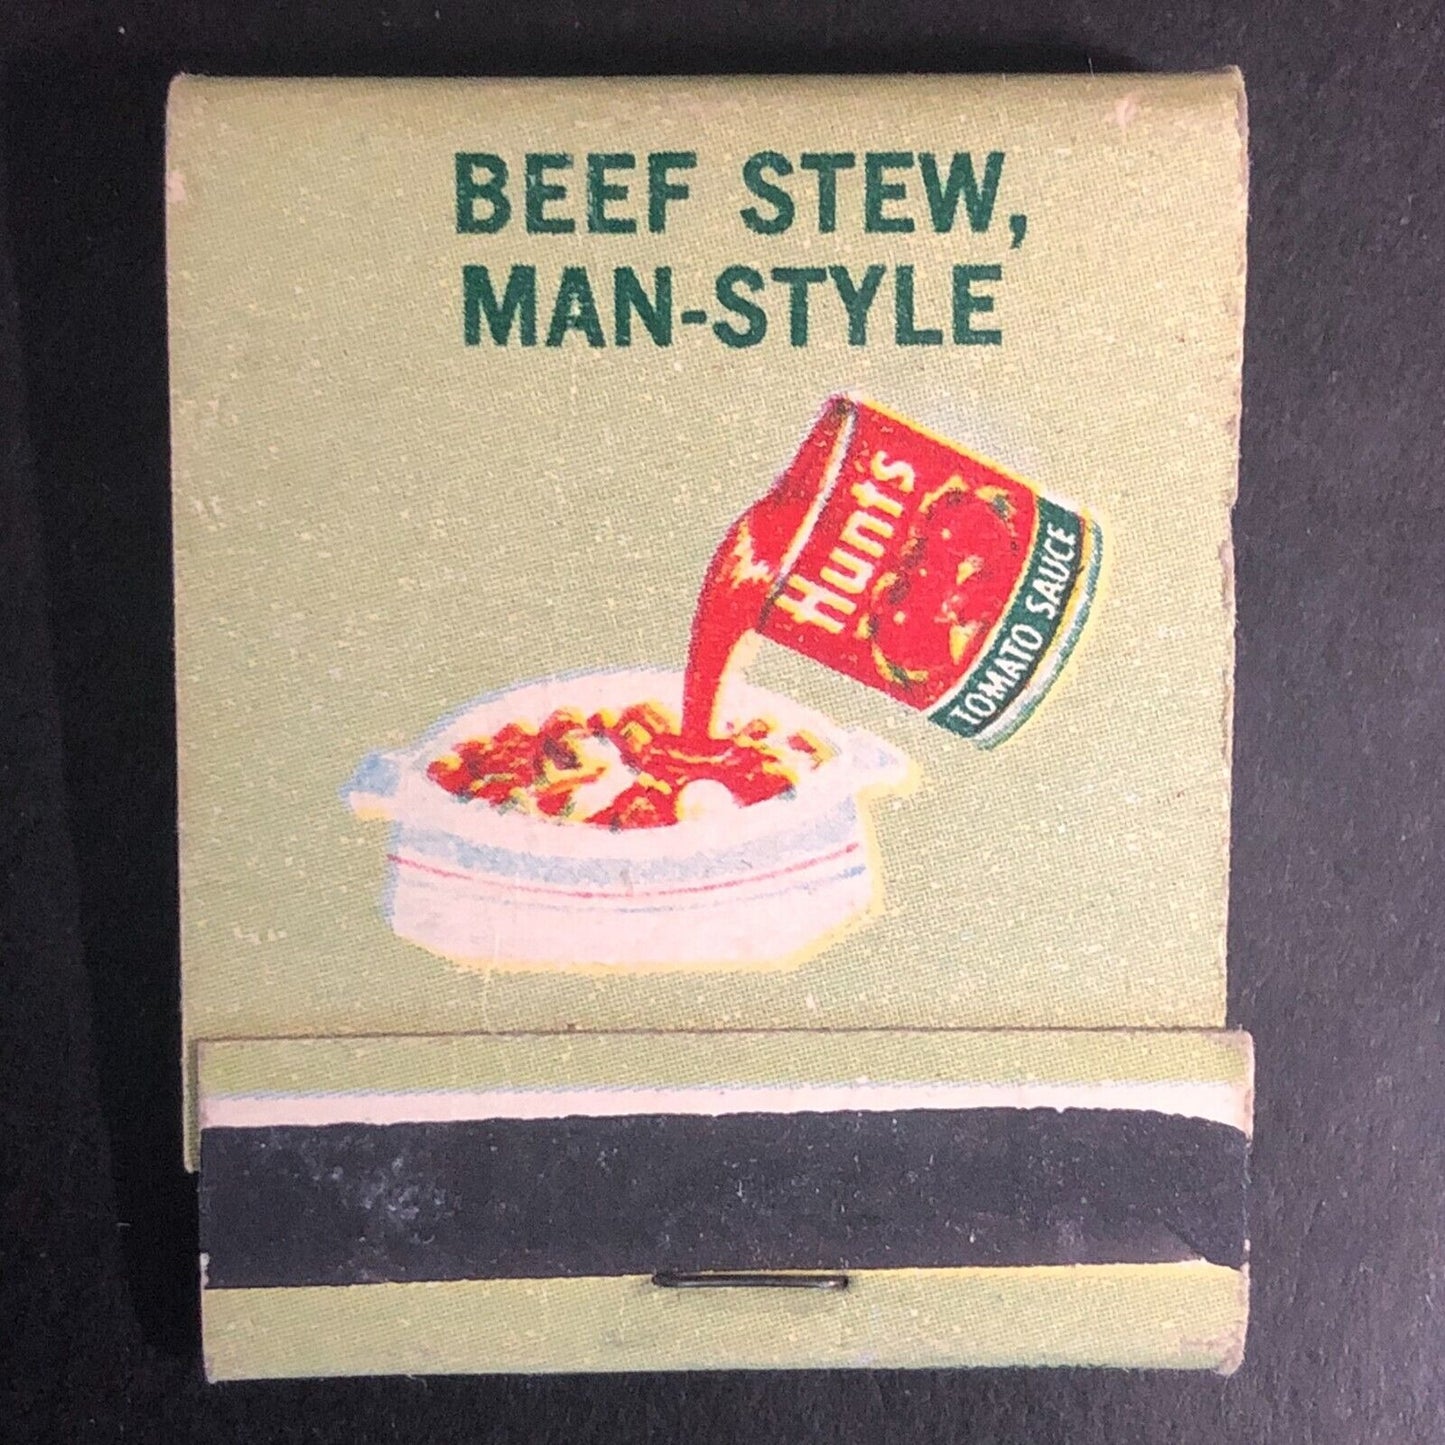 BEEF STEW,
MAN-STYLE
Hunt's
TOMATO SAUCE